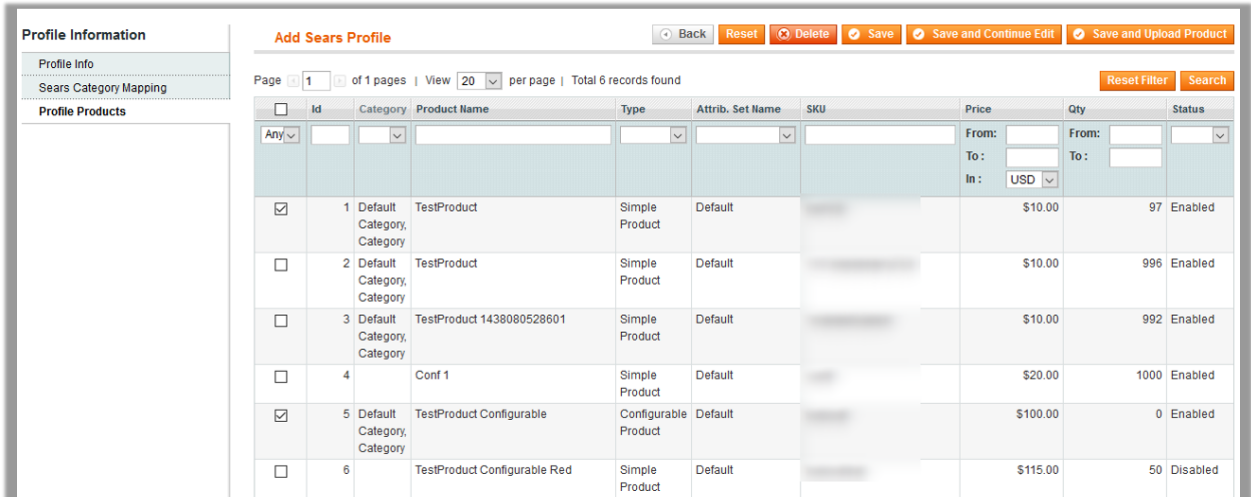 Profile Information
Profile Info
Sears Category Mapping
Profile Products
Add Sears Profile
Back Reset Delete Save Save and Continue Edit Save and Upload Product
Page 1 of 1 pages | View 20 per page | Total 6 records found
Reset Filter Search
Id Category Product Name Type Attrib. Set Name SKU Price Qty Status
Any From: From:
To : To :
In : USD
1 Default TestProduct Simple Default $10.00 97 Enabled
Category, Product
Category
2 Default TestProduct Simple Default $10.00 996 Enabled
Category, Product
Category
3 Default TestProduct 1438080528601 Simple Default $10.00 992 Enabled
Category, Product
Category
4 Conf 1 Simple Default $20.00 1000 Enabled
Product
5 Default TestProduct Configurable Configurable Default $100.00 0 Enabled
Category, Product
Category
6 TestProduct Configurable Red Simple Default $115.00 50 Disabled
Product